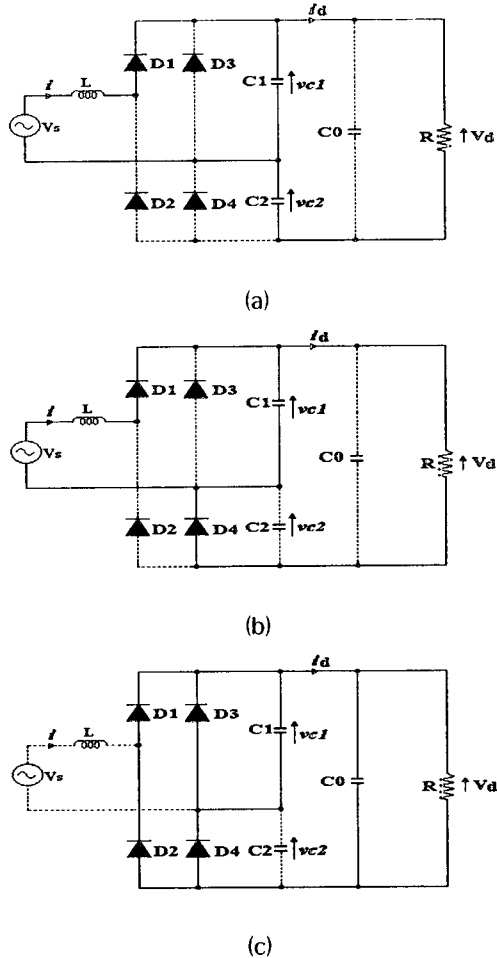 i L D1 D3 C1 vc1 id
Vs C0 R Vd
D2 D4 C2 vc2
(a)
i L D1 D3 C1 vc1 id
Vs C0 R Vd
D2 D4 C2 vc2
(b)
i L D1 D3 C1 vc1 id
Vs C0 R Vd
D2 D4 C2 vc2
(c)